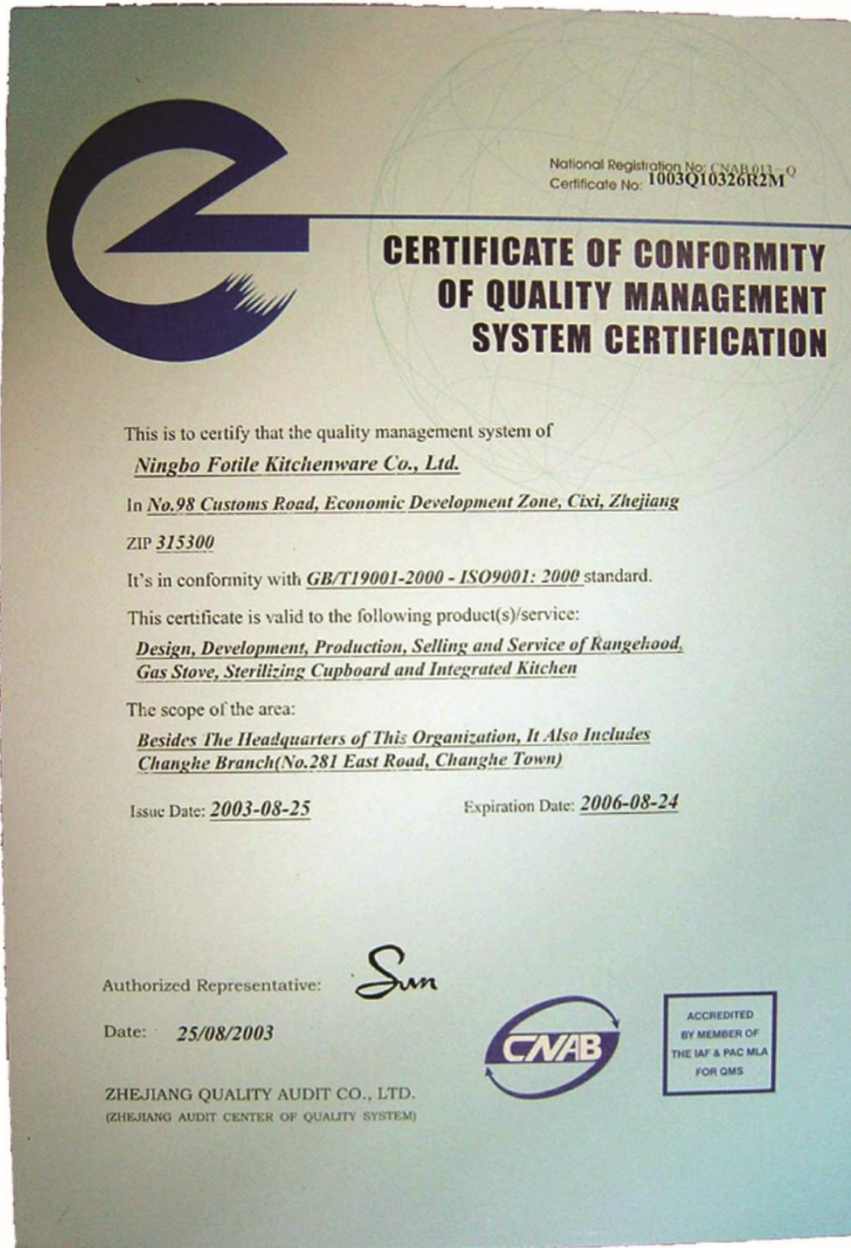 National Registration No: CNAB 013 - Q
Certificate No: 1003Q10326R2M
CERTIFICATE OF CONFORMITY
OF QUALITY MANAGEMENT
SYSTEM CERTIFICATION
This is to certify that the quality management system of
Ningbo Fotile Kitchenware Co., Ltd.
In No.98 Customs Road, Economic Development Zone, Cixi, Zhejiang
ZIP 315300
It's in conformity with GB/T19001-2000 - ISO9001: 2000 standard.
This certificate is valid to the following product(s)/service:
Design, Development, Production, Selling and Service of Rangehood,
Gas Stove, Sterilizing Cupboard and Integrated Kitchen
The scope of the area:
Besides The Headquarters of This Organization, It Also Includes
Changhe Branch(No.281 East Road, Changhe Town)
Issue Date: 2003-08-25 Expiration Date: 2006-08-24
Authorized Representative: Sun
Date: 25/08/2003
ZHEJIANG QUALITY AUDIT CO., LTD.
(ZHEJIANG AUDIT CENTER OF QUALITY SYSTEM)
CNAB
ACCREDITED
BY MEMBER OF
THE IAF & PAC MLA
FOR QMS